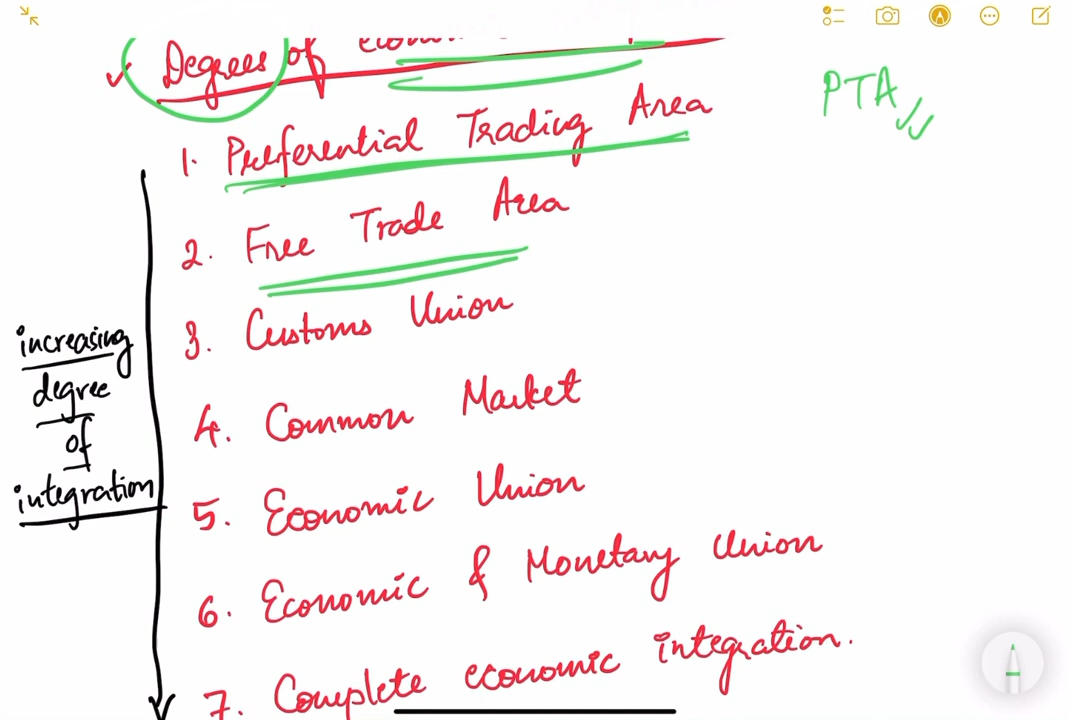 Degrees of
PTA
1. Preferential Trading Area
2. Free Trade Area
3. Customs Union
increasing
degree
of
integration
4. Common Market
5. Economic Union
6. Economic & Monetary Union
7. Complete economic integration.